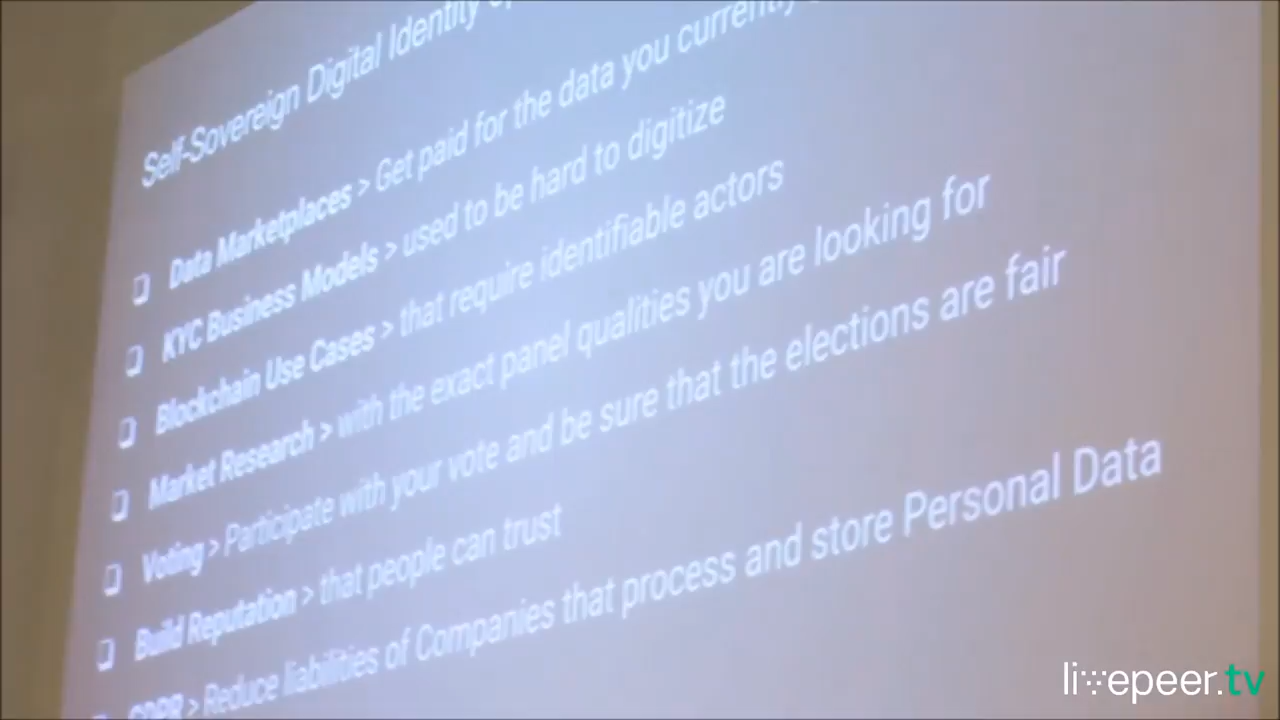 Self-Sovereign Digital Identity
❑ Data Marketplaces > Get paid for the data you currently
❑ KYC Business Models > used to be hard to digitize
❑ Blockchain Use Cases > that require identifiable actors
❑ Market Research > with the exact panel qualities you are looking for
❑ Voting > Participate with your vote and be sure that the elections are fair
❑ Build Reputation > that people can trust
❑ GDPR > Reduce liabilities of Companies that process and store Personal Data
livepeer.tv